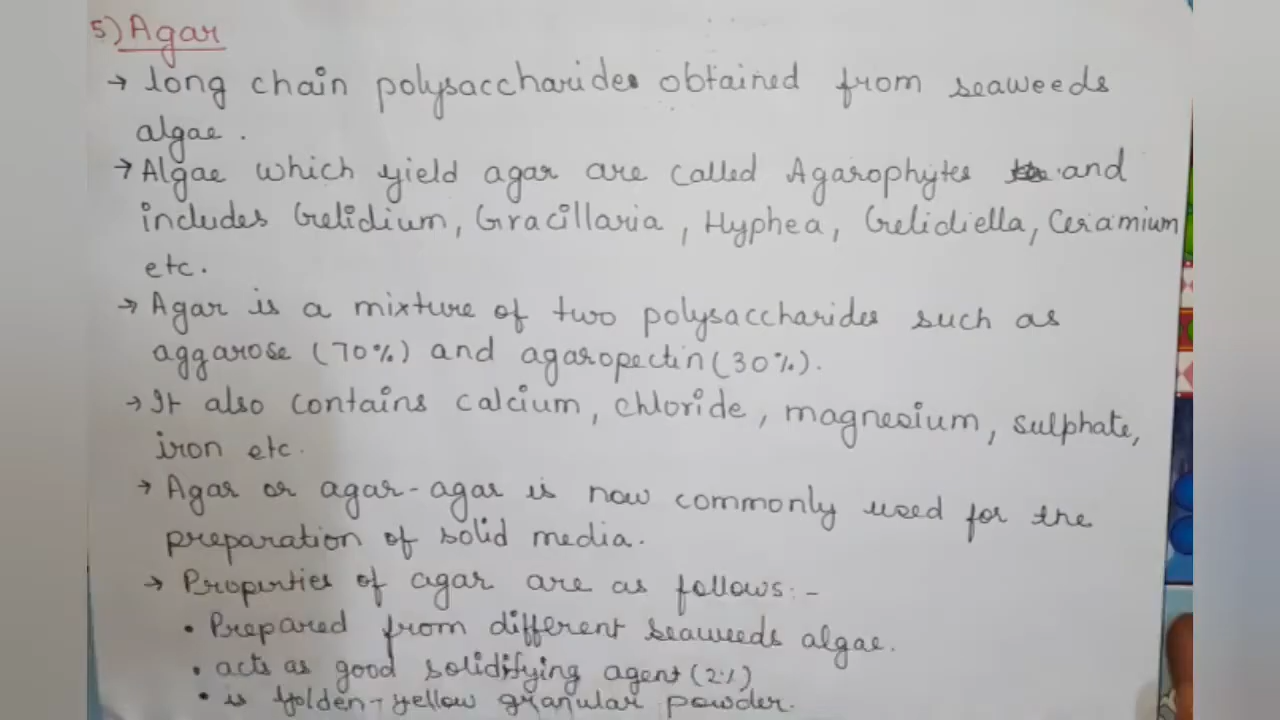 5) Agar
→ long chain polysaccharides obtained from seaweeds
algae.
→ Algae which yield agar are called Agarophytes and
includes Gelidium, Gracillaria, Hyphea, Gelidiella, Ceramium
etc.
→ Agar is a mixture of two polysaccharides such as
aggarose (70%) and agaropectin (30%).
→ It also contains calcium, chloride, magnesium, sulphate,
iron etc.
→ Agar or agar-agar is now commonly used for the
preparation of solid media.
→ Properties of agar are as follows:-
• Prepared from different seaweeds algae.
• acts as good solidifying agent (2%)
• is golden-yellow granular powder.